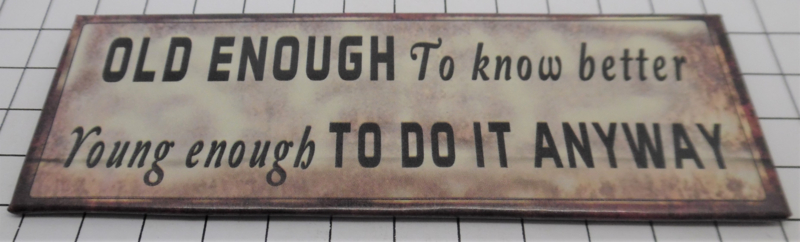 OLD ENOUGH To know better
Young enough TO DO IT ANYWAY